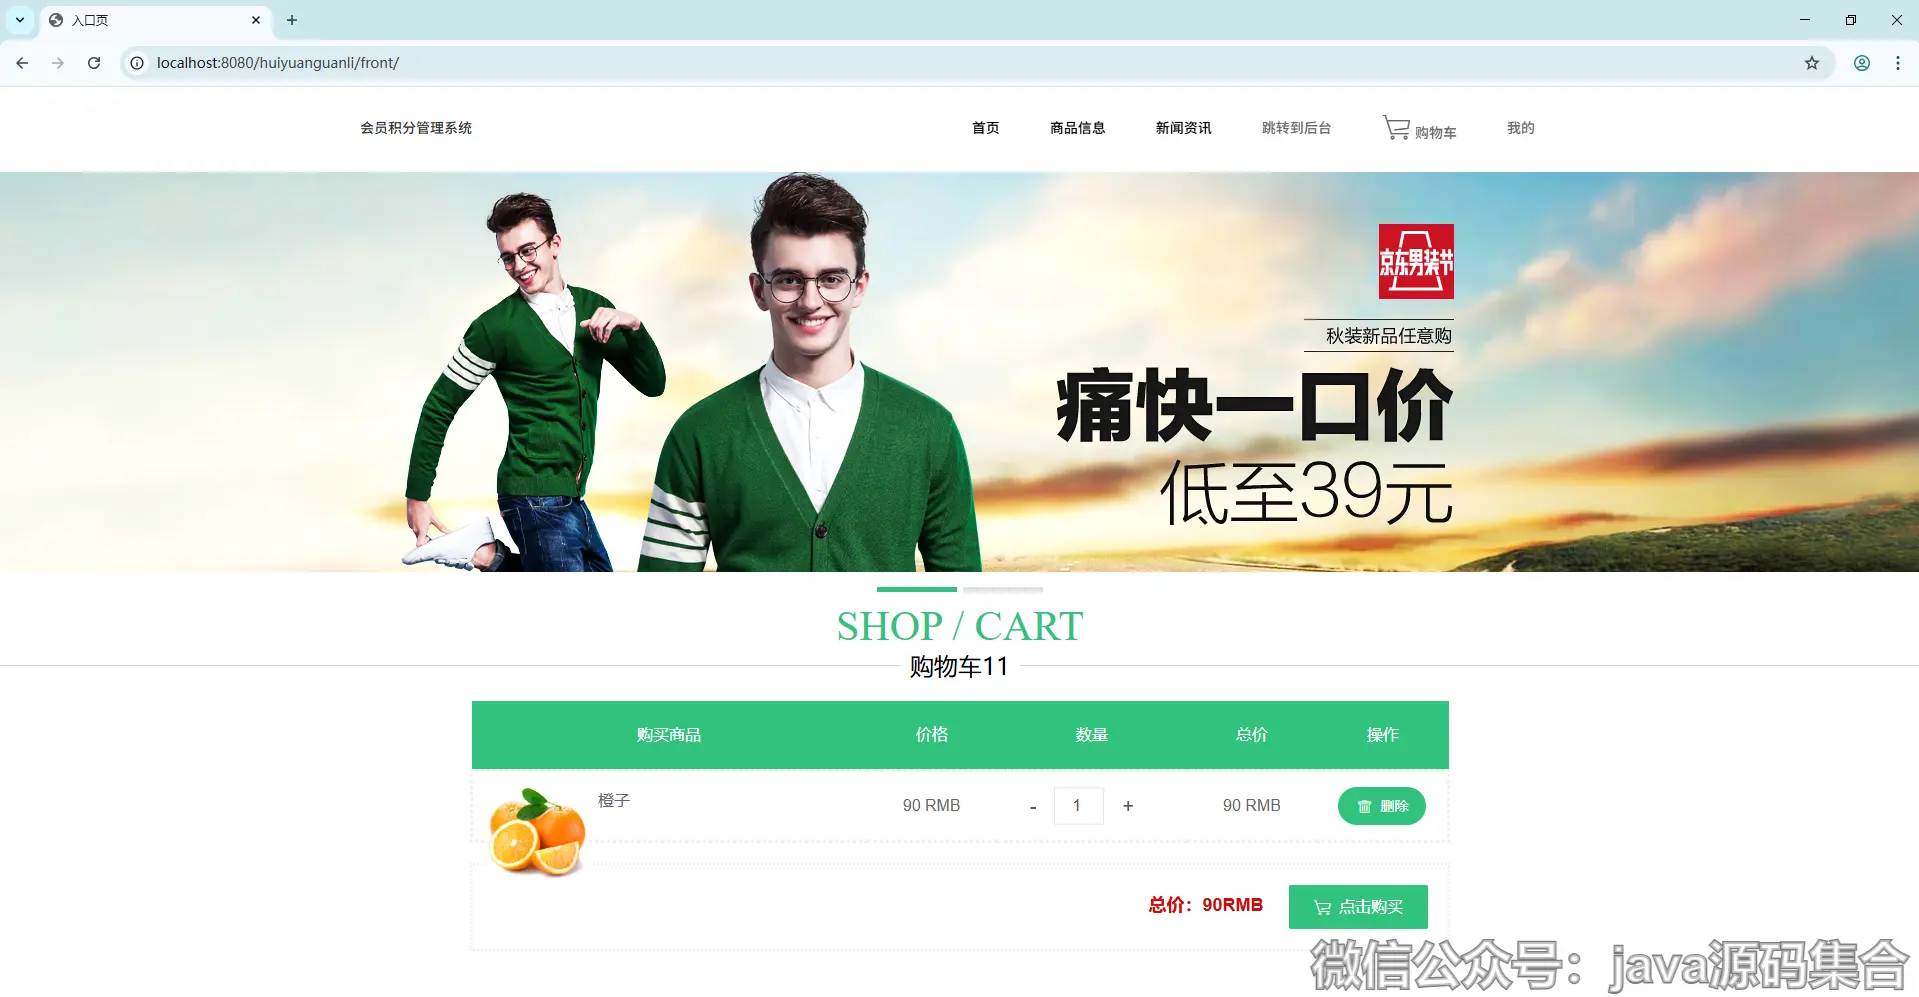 入口页
localhost:8080/huiyuanguanli/front/
会员积分管理系统 首页 商品信息 新闻资讯 跳转到后台 购物车 我的
京东男装节
秋装新品任意购
痛快一口价
低至39元
SHOP / CART
购物车11
购买商品 价格 数量 总价 操作
橙子 90 RMB - 1 + 90 RMB 删除
总价：90RMB 点击购买
微信公众号：java源码集合